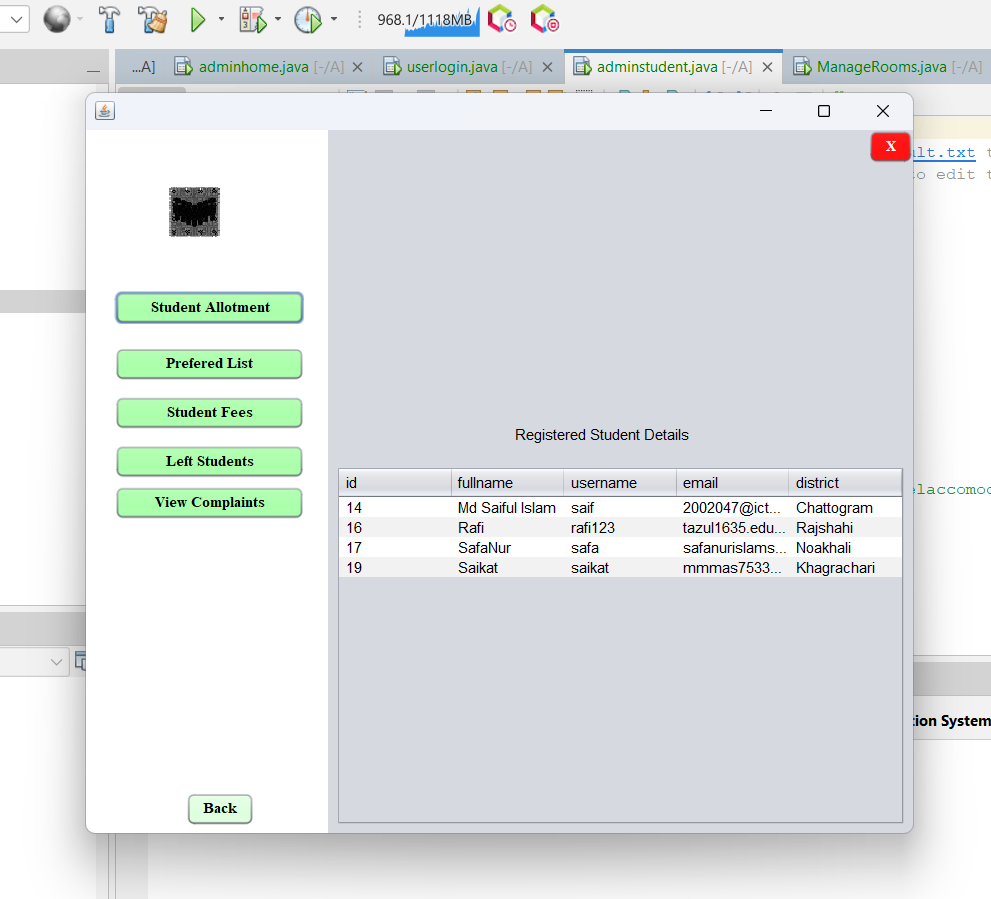 968.1/1118MB
...A] adminhome.java [-/A] userlogin.java [-/A] adminstudent.java [-/A] ManageRooms.java [-/A]
X
ult.txt
edit
Student Allotment
Prefered List
Student Fees
Left Students
View Complaints
Back
Registered Student Details
id fullname username email district
14 Md Saiful Islam saif 2002047@ict... Chattogram
16 Rafi rafi123 tazul1635.edu... Rajshahi
17 SafaNur safa safanurislams... Noakhali
19 Saikat saikat mmmas7533... Khagrachari
elaccomod
tion System